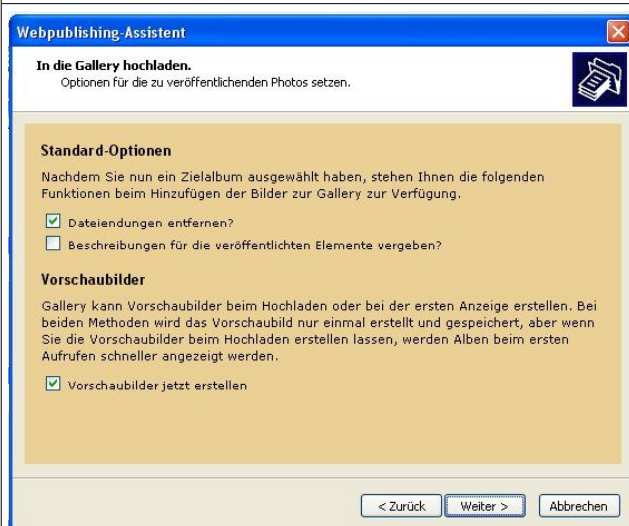 Webpublishing-Assistent
In die Gallery hochladen.
Optionen für die zu veröffentlichenden Photos setzen.
Standard-Optionen
Nachdem Sie nun ein Zielalbum ausgewählt haben, stehen Ihnen die folgenden
Funktionen beim Hinzufügen der Bilder zur Gallery zur Verfügung.
Dateiendungen entfernen?
Beschreibungen für die veröffentlichten Elemente vergeben?
Vorschaubilder
Gallery kann Vorschaubilder beim Hochladen oder bei der ersten Anzeige erstellen. Bei
beiden Methoden wird das Vorschaubild nur einmal erstellt und gespeichert, aber wenn
Sie die Vorschaubilder beim Hochladen erstellen lassen, werden Alben beim ersten
Aufrufen schneller angezeigt werden.
Vorschaubilder jetzt erstellen
< Zurück Weiter > Abbrechen